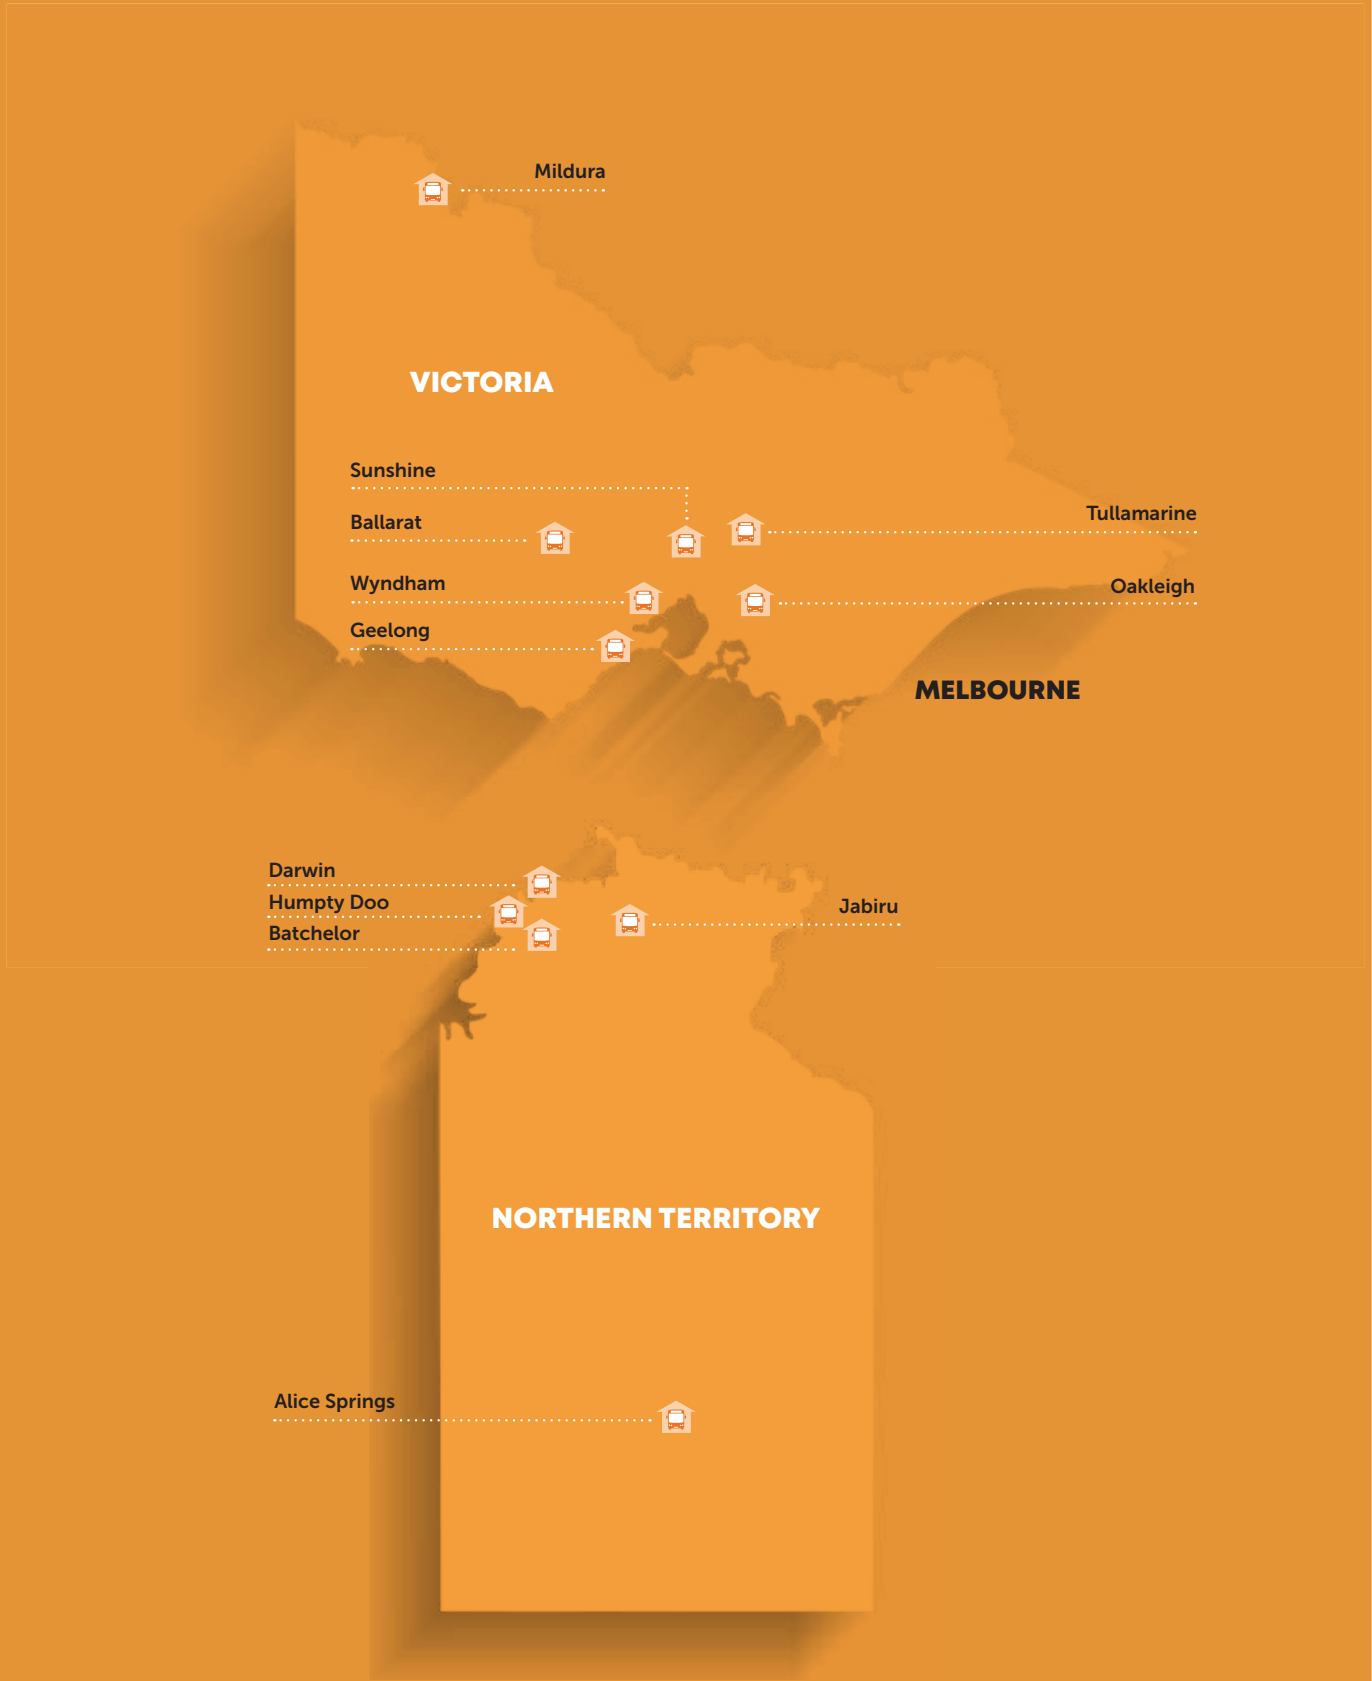 Mildura
VICTORIA
Sunshine
Ballarat
Tullamarine
Wyndham
Oakleigh
Geelong
MELBOURNE
Darwin
Humpty Doo
Jabiru
Batchelor
NORTHERN TERRITORY
Alice Springs